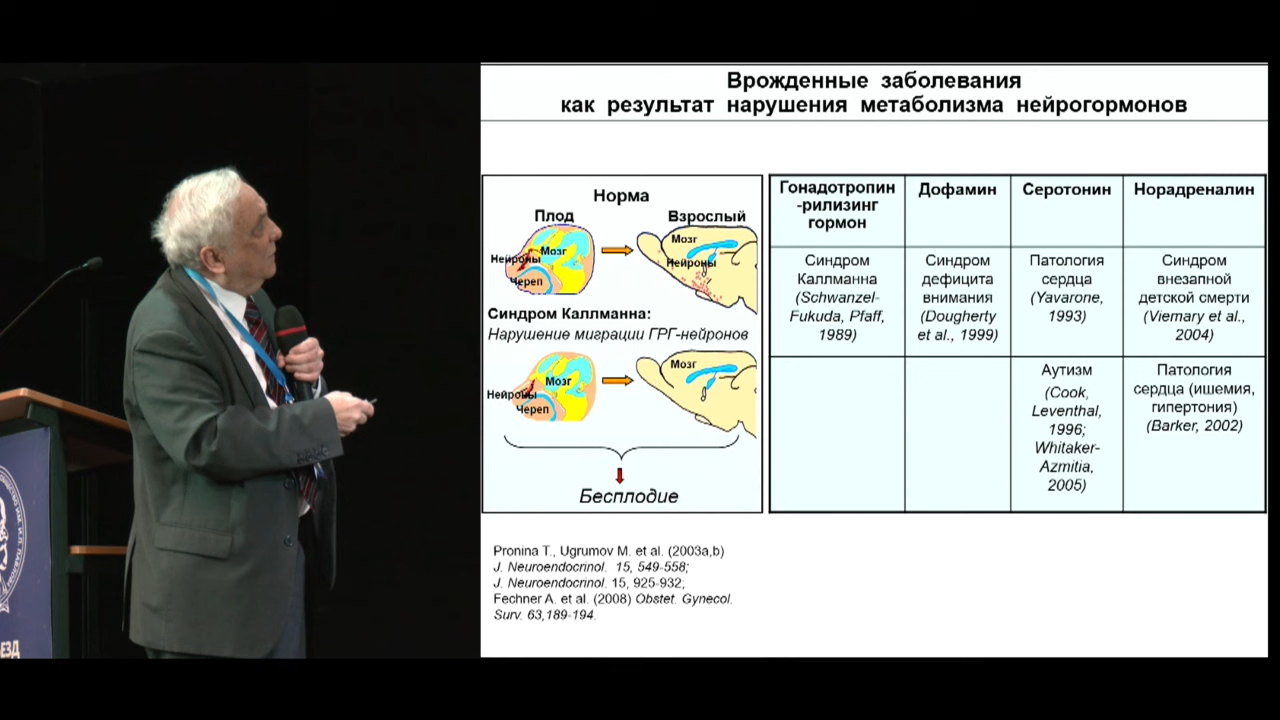 Врожденные заболевания
как результат нарушения метаболизма нейрогормонов
Норма
Плод
Взрослый
Мозг
Нейроны
Череп
Мозг
Нейроны
Синдром Каллманна:
Нарушение миграции ГРГ-нейронов
Мозг
Нейроны
Череп
Мозг
Бесплодие
Гонадотропин
-рилизинг
гормон
Дофамин
Серотонин
Норадреналин
Синдром
Каллманна
(Schwanzel-
Fukuda, Pfaff,
1989)
Синдром
дефицита
внимания
(Dougherty
et al., 1999)
Патология
сердца
(Yavarone,
1993)
Синдром
внезапной
детской смерти
(Viemary et al.,
2004)
Аутизм
(Cook,
Leventhal,
1996;
Whitaker-
Azmitia,
2005)
Патология
сердца (ишемия,
гипертония)
(Barker, 2002)
Pronina T., Ugrumov M. et al. (2003a,b)
J. Neuroendocrinol. 15, 549-558;
J. Neuroendocrinol. 15, 925-932,
Fechner A. et al. (2008) Obstet. Gynecol.
Surv. 63,189-194.